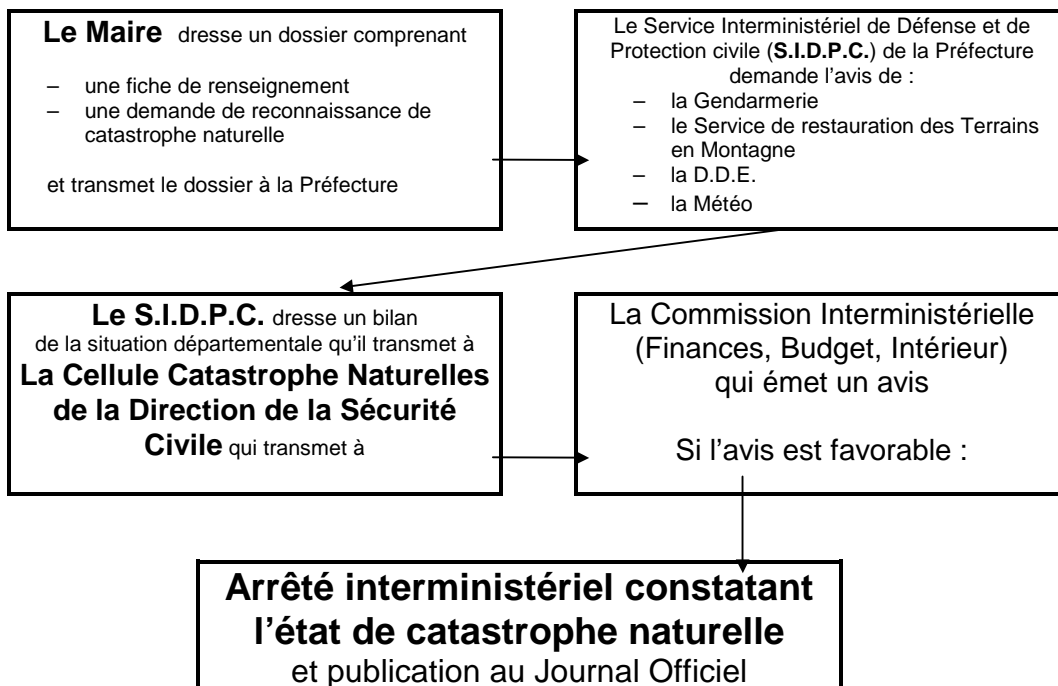 Le Maire dresse un dossier comprenant
– une fiche de renseignement
– une demande de reconnaissance de
catastrophe naturelle
et transmet le dossier à la Préfecture
Le Service Interministériel de Défense et de
Protection civile (S.I.D.P.C.) de la Préfecture
demande l’avis de :
– la Gendarmerie
– le Service de restauration des Terrains
en Montagne
– la D.D.E.
– la Météo
Le S.I.D.P.C. dresse un bilan
de la situation départementale qu’il transmet à
La Cellule Catastrophe Naturelles
de la Direction de la Sécurité
Civile qui transmet à
La Commission Interministérielle
(Finances, Budget, Intérieur)
qui émet un avis
Si l’avis est favorable :
Arrêté interministériel constatant
l’état de catastrophe naturelle
et publication au Journal Officiel